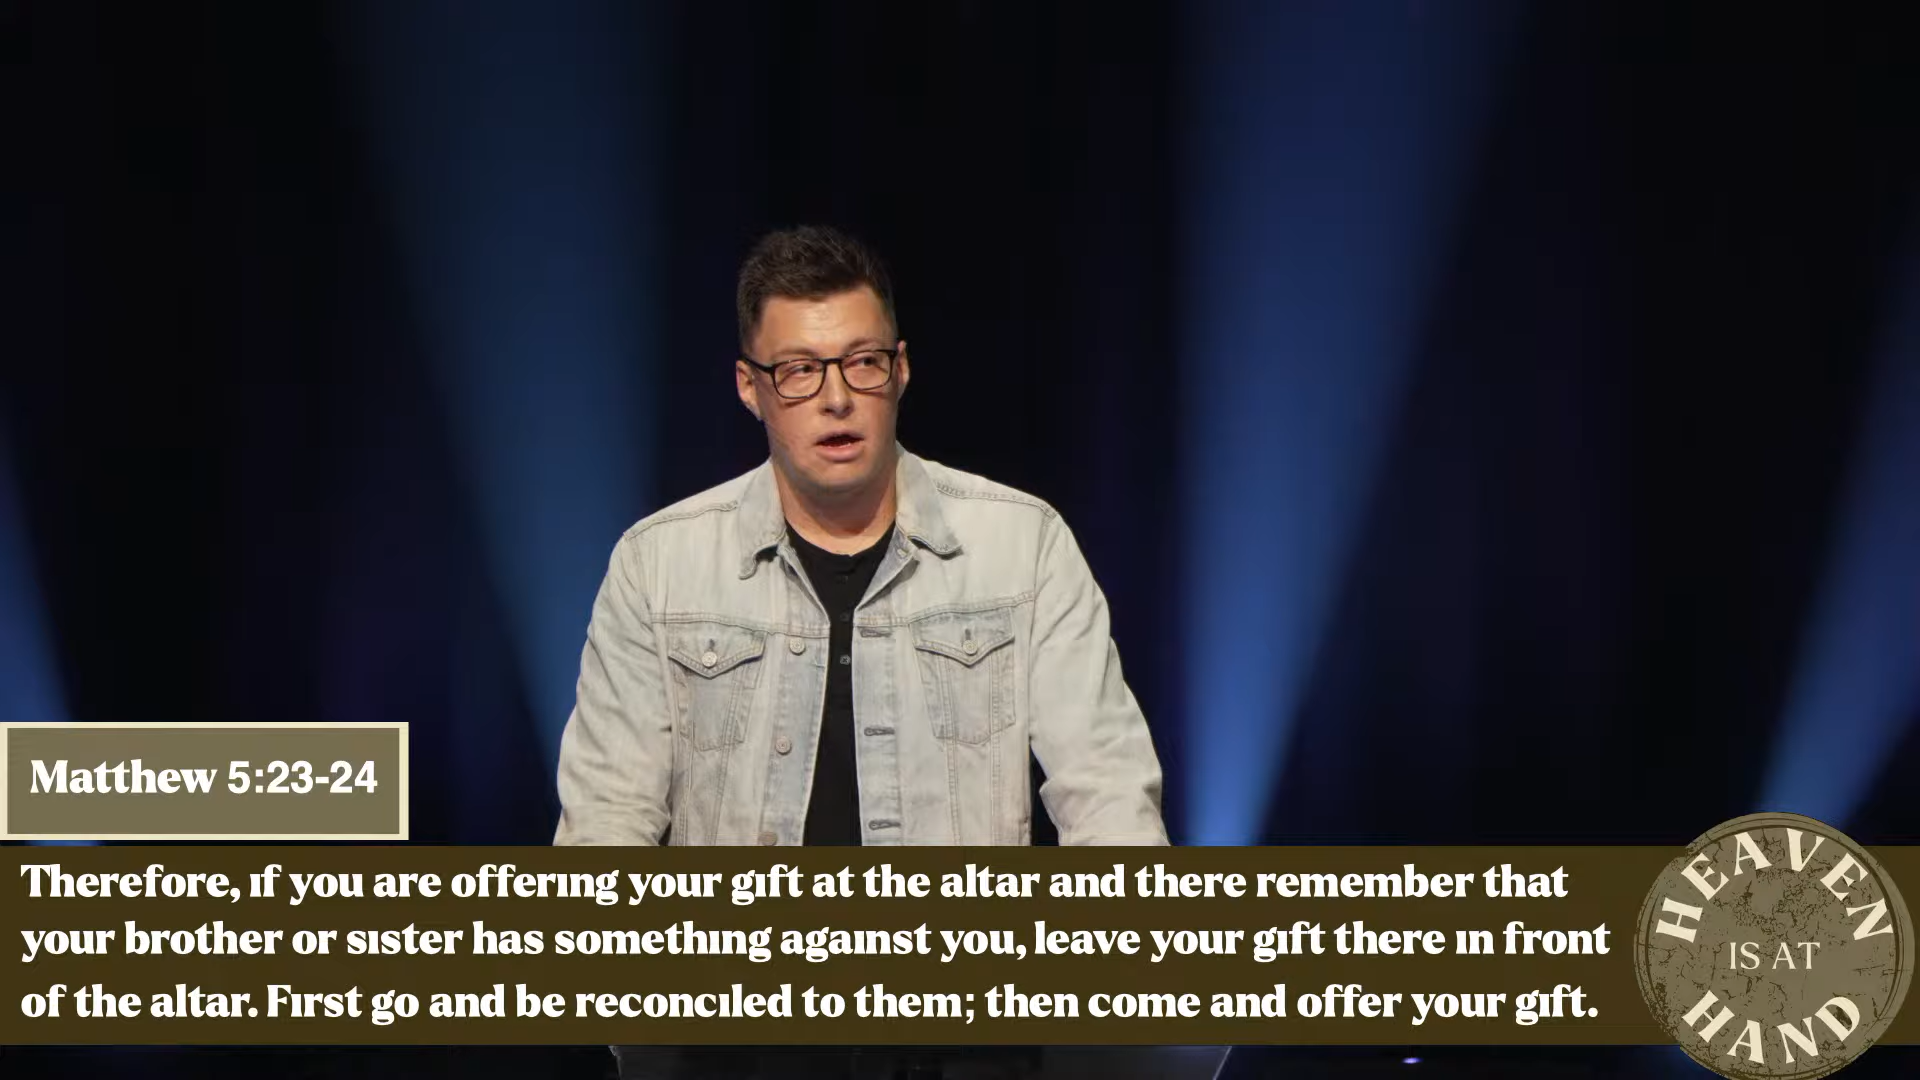 Matthew 5:23-24
Therefore, if you are offering your gift at the altar and there remember that
your brother or sister has something against you, leave your gift there in front
of the altar. First go and be reconciled to them; then come and offer your gift.
HEAVEN
IS AT
HAND